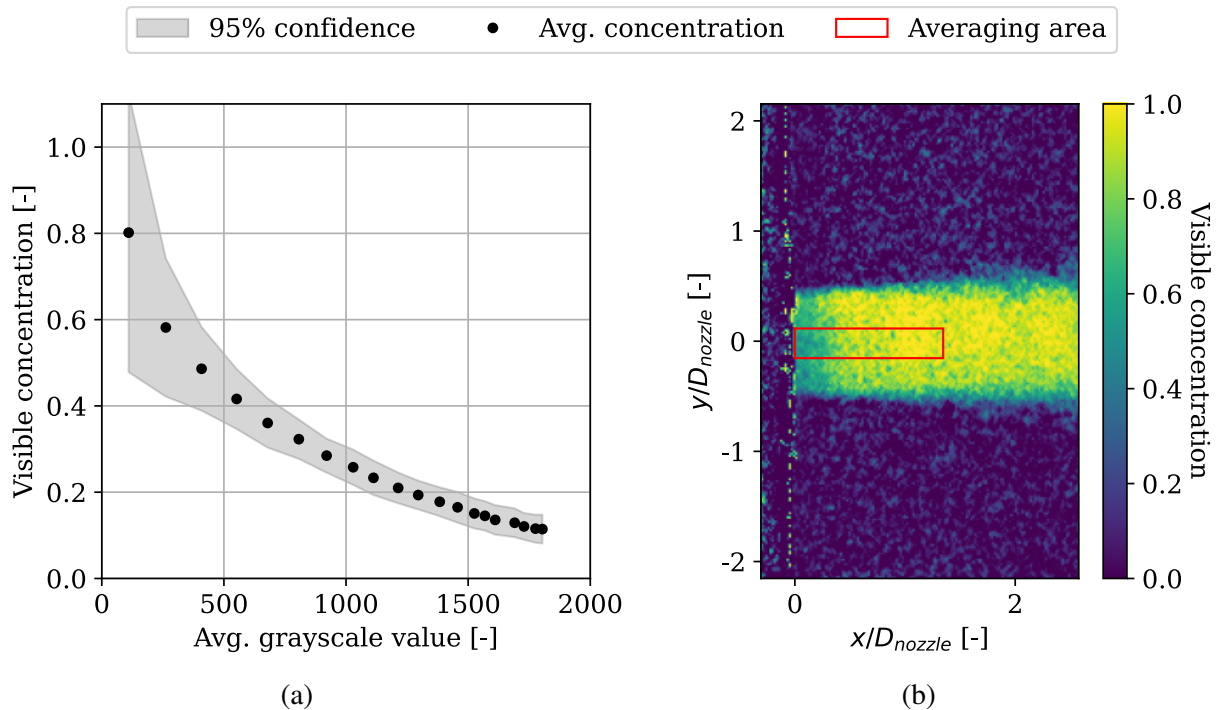 95% confidence
Avg. concentration
Averaging area
1.0
0.8
0.6
0.4
0.2
0.0
Visible concentration [-]
0
500
1000
1500
2000
Avg. grayscale value [-]
(a)
2
1
0
-1
-2
y/D_nozzle [-]
0
2
x/D_nozzle [-]
(b)
1.0
0.8
0.6
0.4
0.2
0.0
Visible concentration